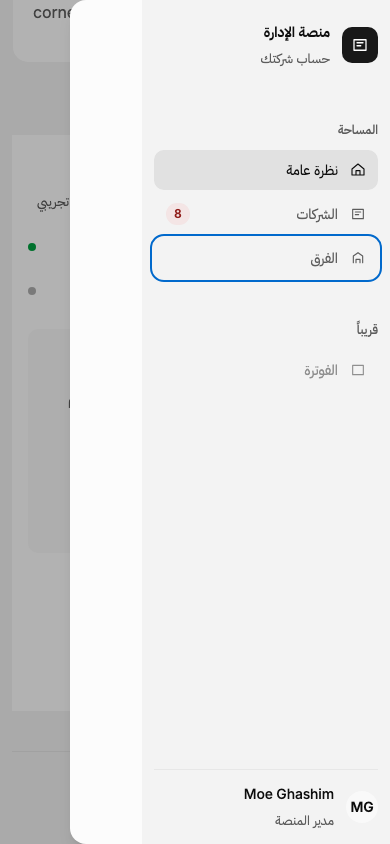 منصة الإدارة
حساب شركتك
المساحة
نظرة عامة
الشركات
8
الفرق
قريباً
الفوترة
Moe Ghashim
MG
مدير المنصة
corne
تجريبي